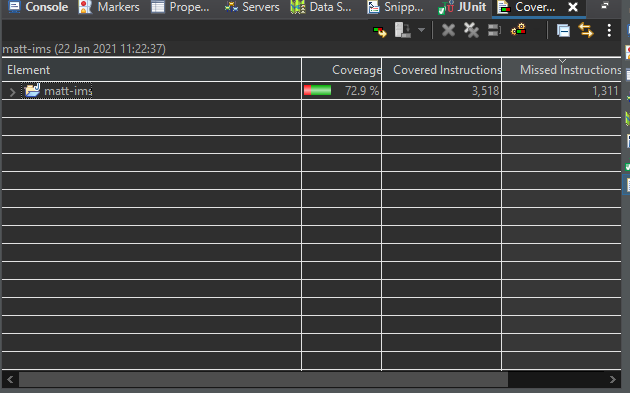 Console Markers Prope... Servers Data S... Snipp... JUnit Cover...
matt-ims (22 Jan 2021 11:22:37)
Element Coverage Covered Instructions Missed Instructions
matt-ims 72.9 % 3,518 1,311